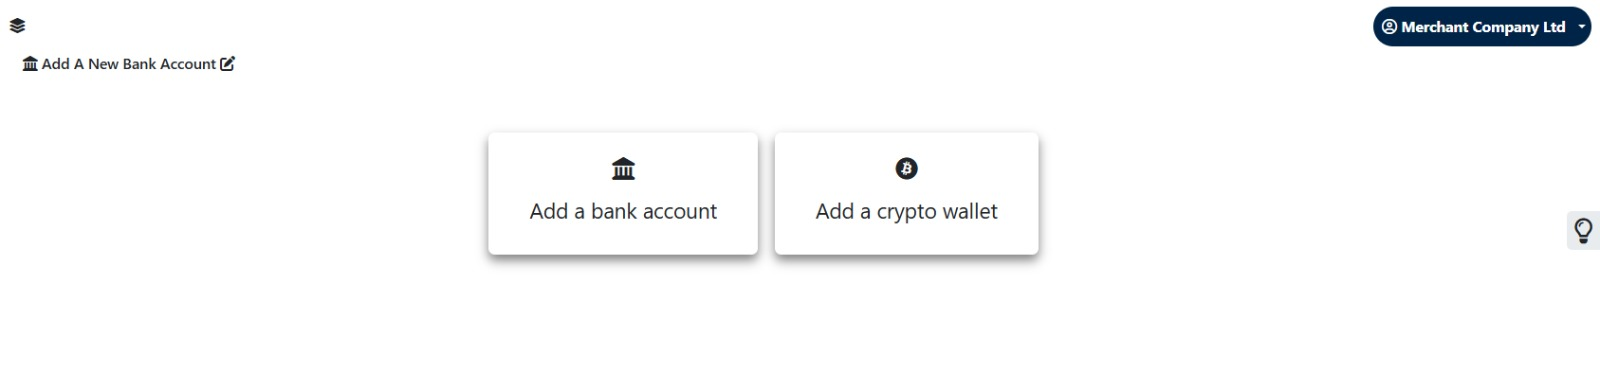 Merchant Company Ltd
Add A New Bank Account
Add a bank account
Add a crypto wallet